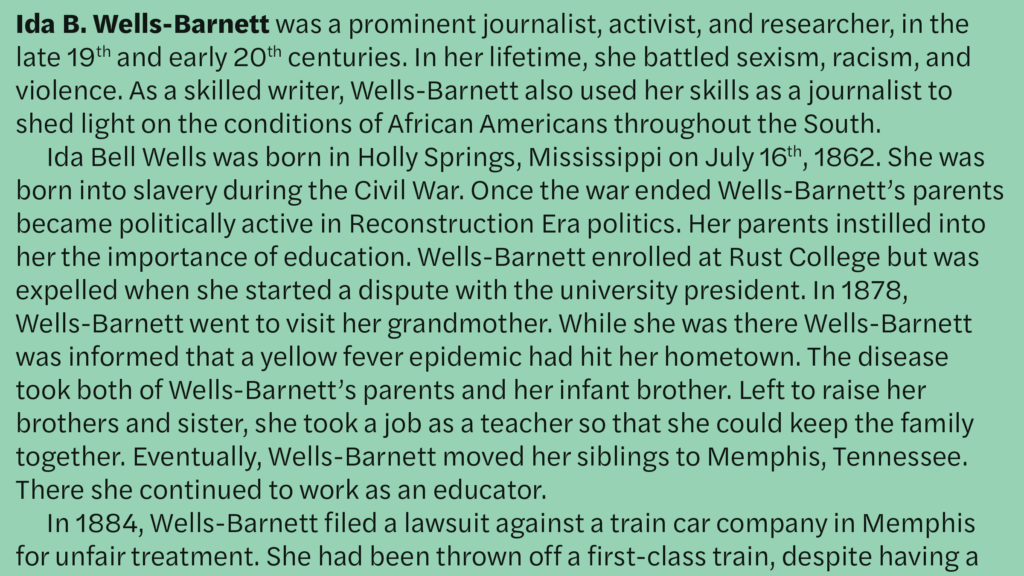 Ida B. Wells-Barnett was a prominent journalist, activist, and researcher, in the
late 19th and early 20th centuries. In her lifetime, she battled sexism, racism, and
violence. As a skilled writer, Wells-Barnett also used her skills as a journalist to
shed light on the conditions of African Americans throughout the South.
Ida Bell Wells was born in Holly Springs, Mississippi on July 16th, 1862. She was
born into slavery during the Civil War. Once the war ended Wells-Barnett’s parents
became politically active in Reconstruction Era politics. Her parents instilled into
her the importance of education. Wells-Barnett enrolled at Rust College but was
expelled when she started a dispute with the university president. In 1878,
Wells-Barnett went to visit her grandmother. While she was there Wells-Barnett
was informed that a yellow fever epidemic had hit her hometown. The disease
took both of Wells-Barnett’s parents and her infant brother. Left to raise her
brothers and sister, she took a job as a teacher so that she could keep the family
together. Eventually, Wells-Barnett moved her siblings to Memphis, Tennessee.
There she continued to work as an educator.
In 1884, Wells-Barnett filed a lawsuit against a train car company in Memphis
for unfair treatment. She had been thrown off a first-class train, despite having a